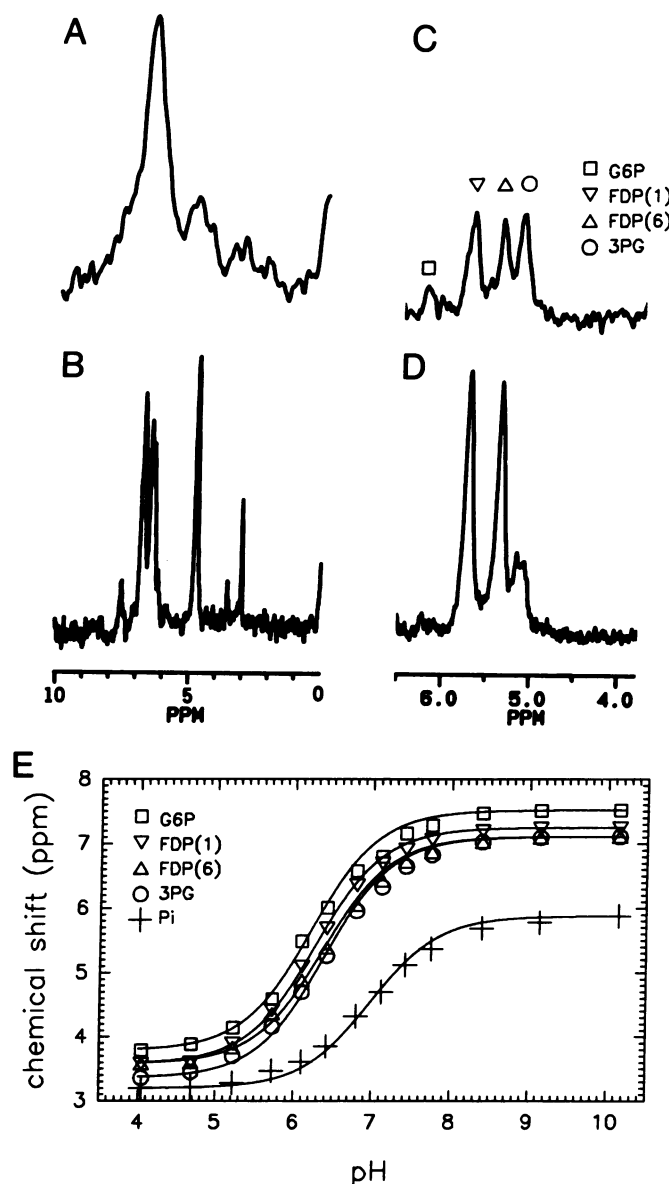 A
C
G6P
FDP(1)
FDP(6)
3PG
B
D
10 5 0
PPM
6.0 5.0 4.0
PPM
E
8
7
6
5
4
3
chemical shift (ppm)
G6P
FDP(1)
FDP(6)
3PG
Pi
4 5 6 7 8 9 10
pH